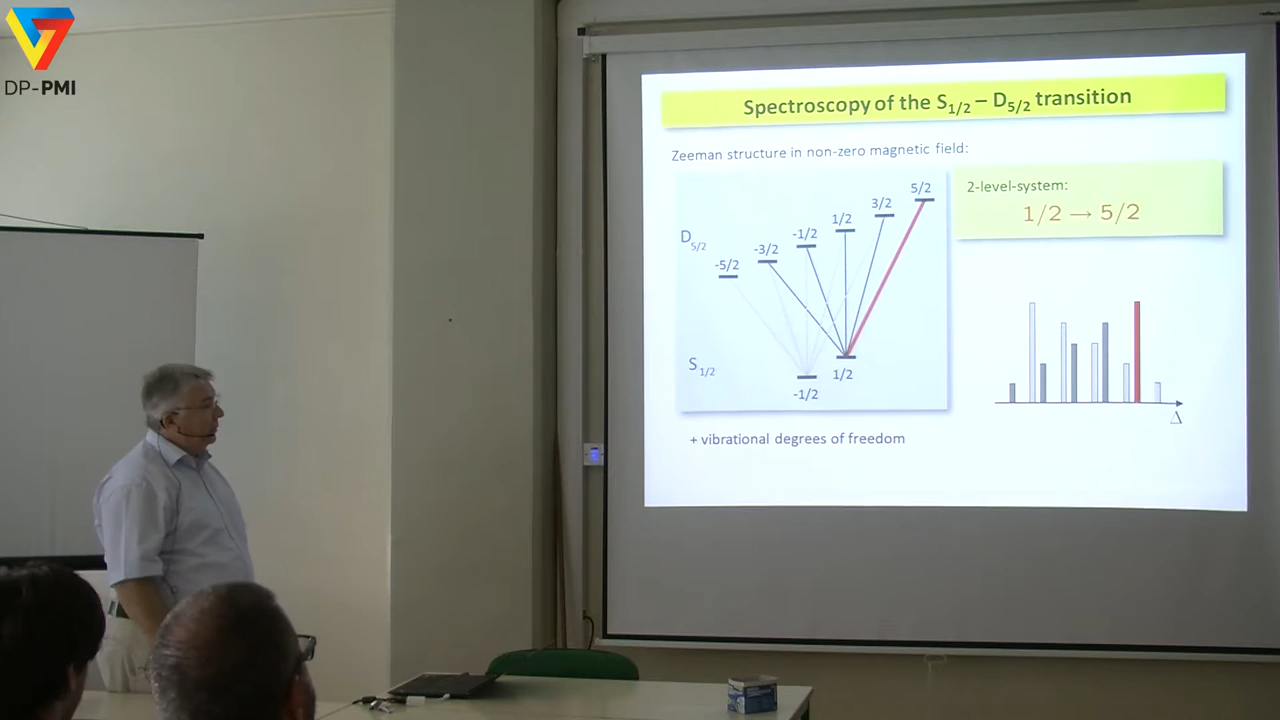 DP-PMI
Spectroscopy of the S1/2 – D5/2 transition
Zeeman structure in non-zero magnetic field:
2-level-system:
1/2 → 5/2
5/2
3/2
1/2
-1/2
-3/2
-5/2
D5/2
S1/2
1/2
-1/2
Δ
+ vibrational degrees of freedom